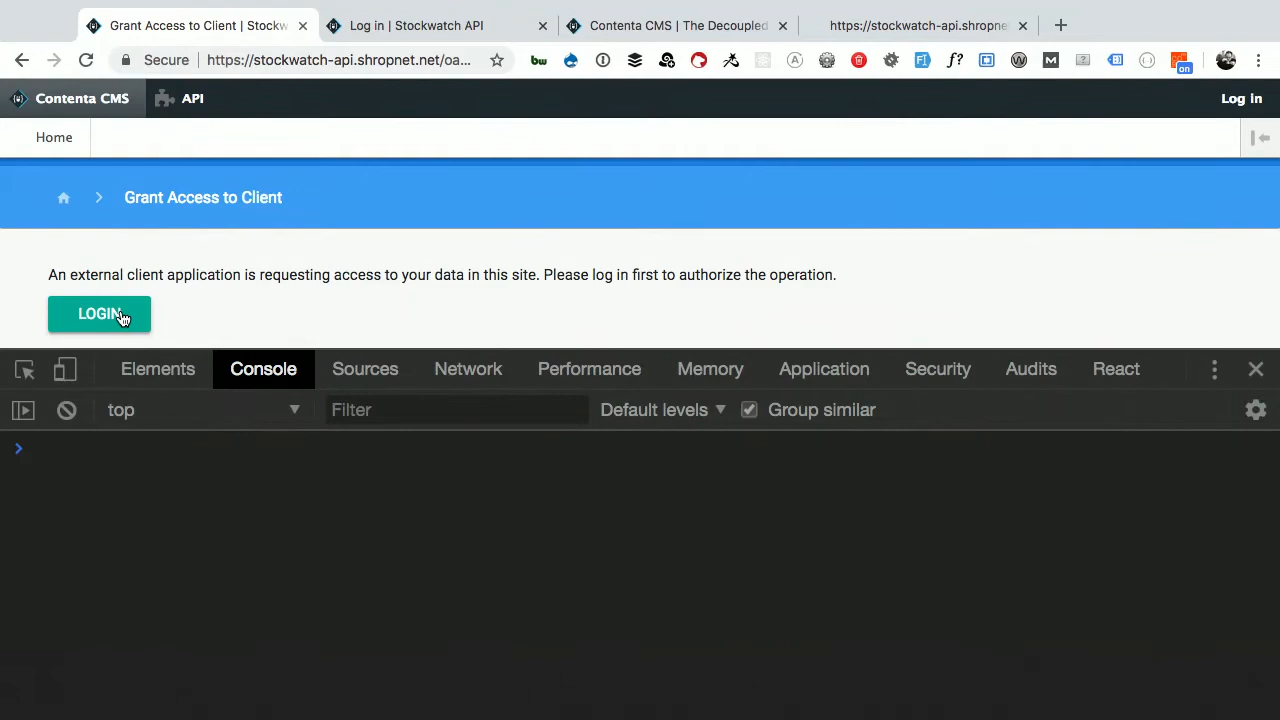 Grant Access to Client | Stockw
Log in | Stockwatch API
Contenta CMS | The Decoupled
https://stockwatch-api.shropnet
Secure
https://stockwatch-api.shropnet.net/oa...
bw
f?
W
M
on
Contenta CMS
API
Log in
Home
Grant Access to Client
An external client application is requesting access to your data in this site. Please log in first to authorize the operation.
LOGIN
Elements
Console
Sources
Network
Performance
Memory
Application
Security
Audits
React
top
Filter
Default levels
Group similar